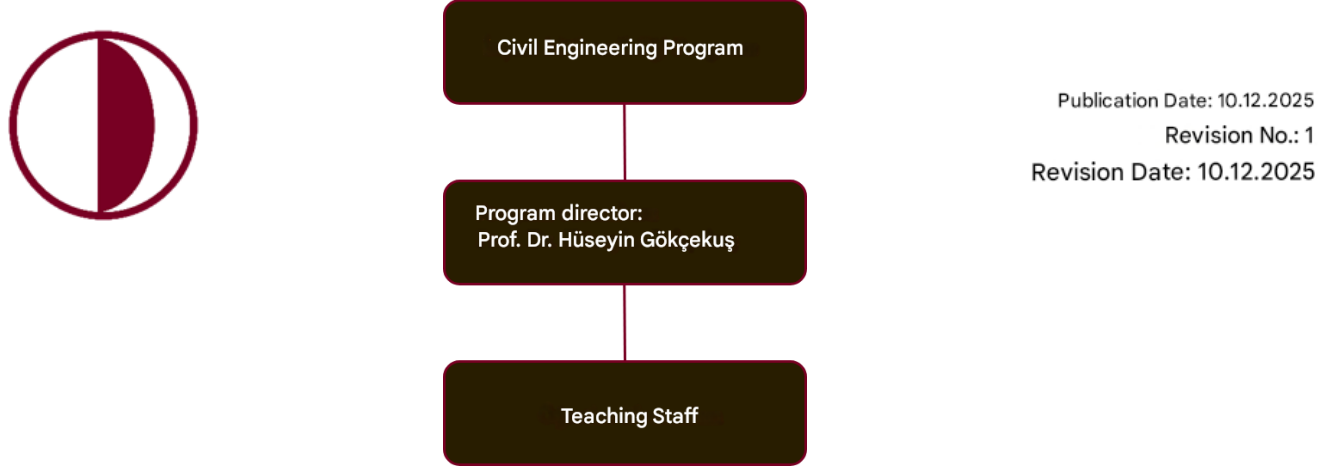 Civil Engineering Program
Publication Date: 10.12.2025
Revision No.: 1
Revision Date: 10.12.2025
Program director:
Prof. Dr. Hüseyin Gökçekuş
Teaching Staff